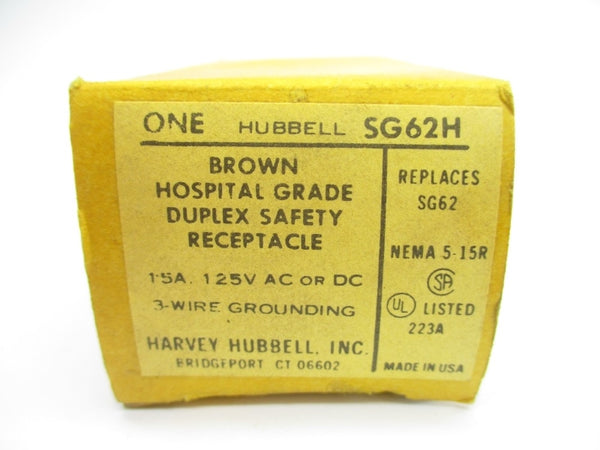 ONE HUBBELL SG62H
BROWN
HOSPITAL GRADE
DUPLEX SAFETY
RECEPTACLE
15A. 125V AC OR DC
3-WIRE GROUNDING
HARVEY HUBBELL, INC.
BRIDGEPORT CT 06602
REPLACES
SG62
NEMA 5-15R
SA
UL LISTED
223A
MADE IN USA